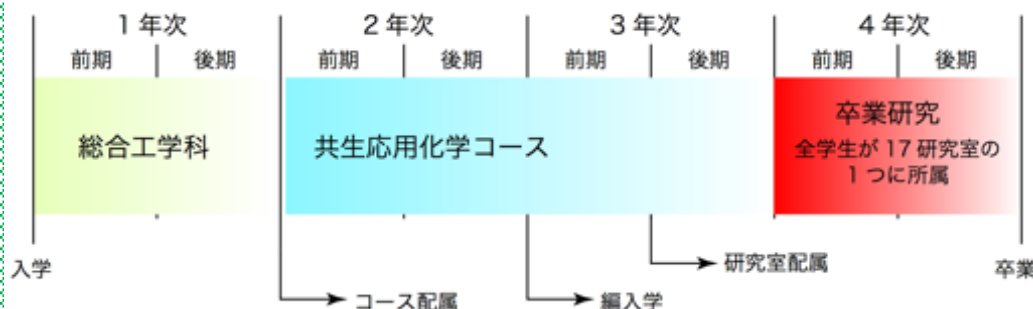 1 年次 2 年次 3 年次 4 年次
前期 後期 前期 後期 前期 後期 前期 後期
総合工学科
共生応用化学コース
卒業研究
全学生が 17 研究室の
1 つに所属
入学
研究室配属
卒業
コース配属
編入学